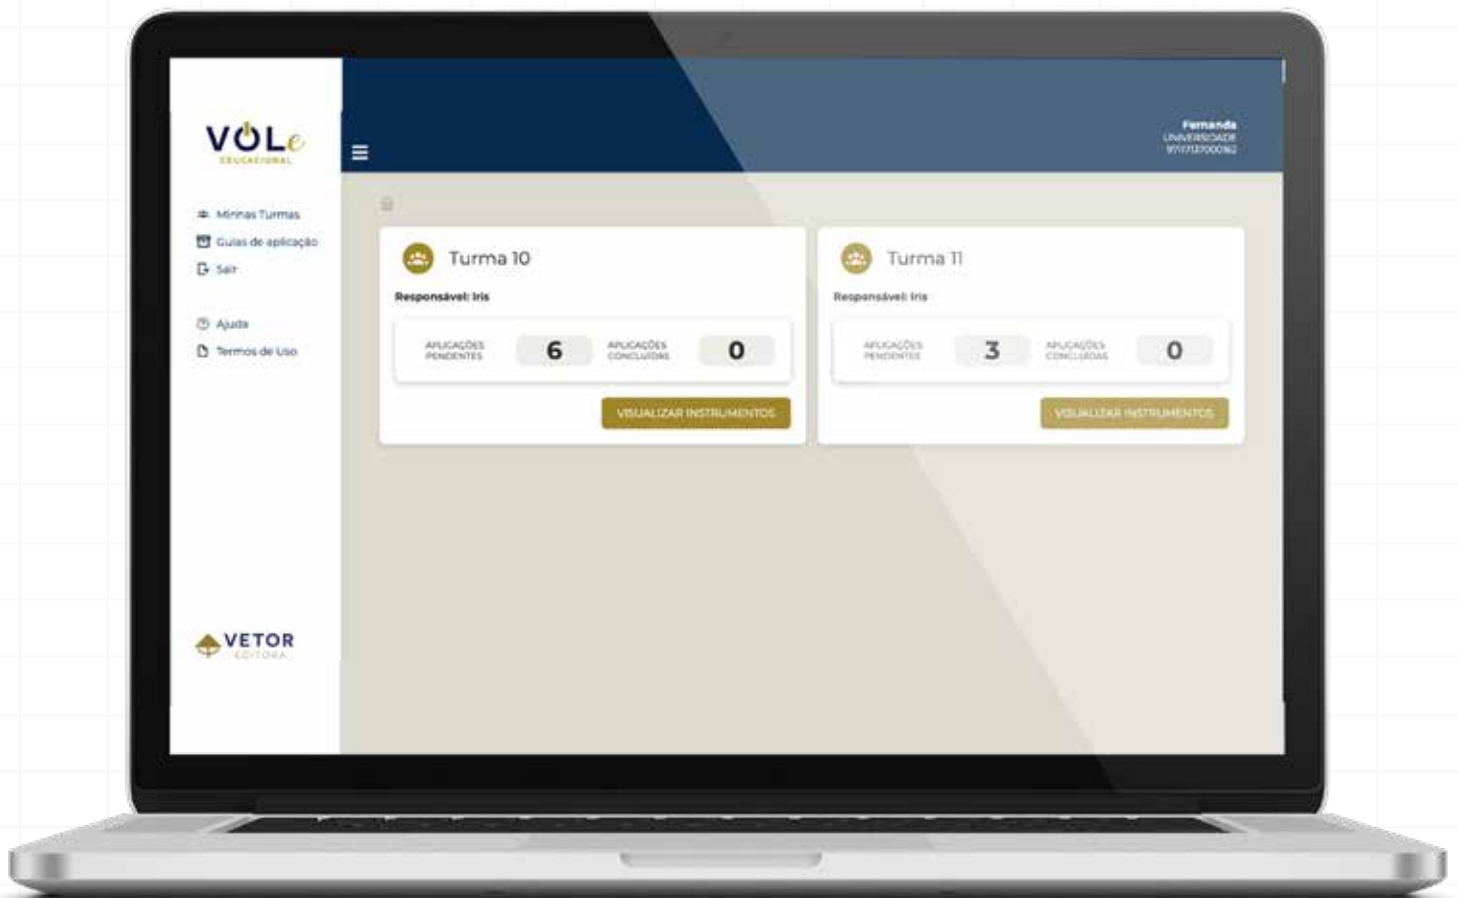 VOLe
EDUCACIONAL
Fernanda
UNIVERSIDADE
Minhas Turmas
Guias de aplicação
Sair
Ajuda
Termos de Uso
Turma 10
Responsável: Iris
APLICAÇÕES
PENDENTES
6
APLICAÇÕES
CONCLUÍDAS
0
VISUALIZAR INSTRUMENTOS
Turma 11
Responsável: Iris
APLICAÇÕES
PENDENTES
3
APLICAÇÕES
CONCLUÍDAS
0
VISUALIZAR INSTRUMENTOS
VETOR
EDITORA